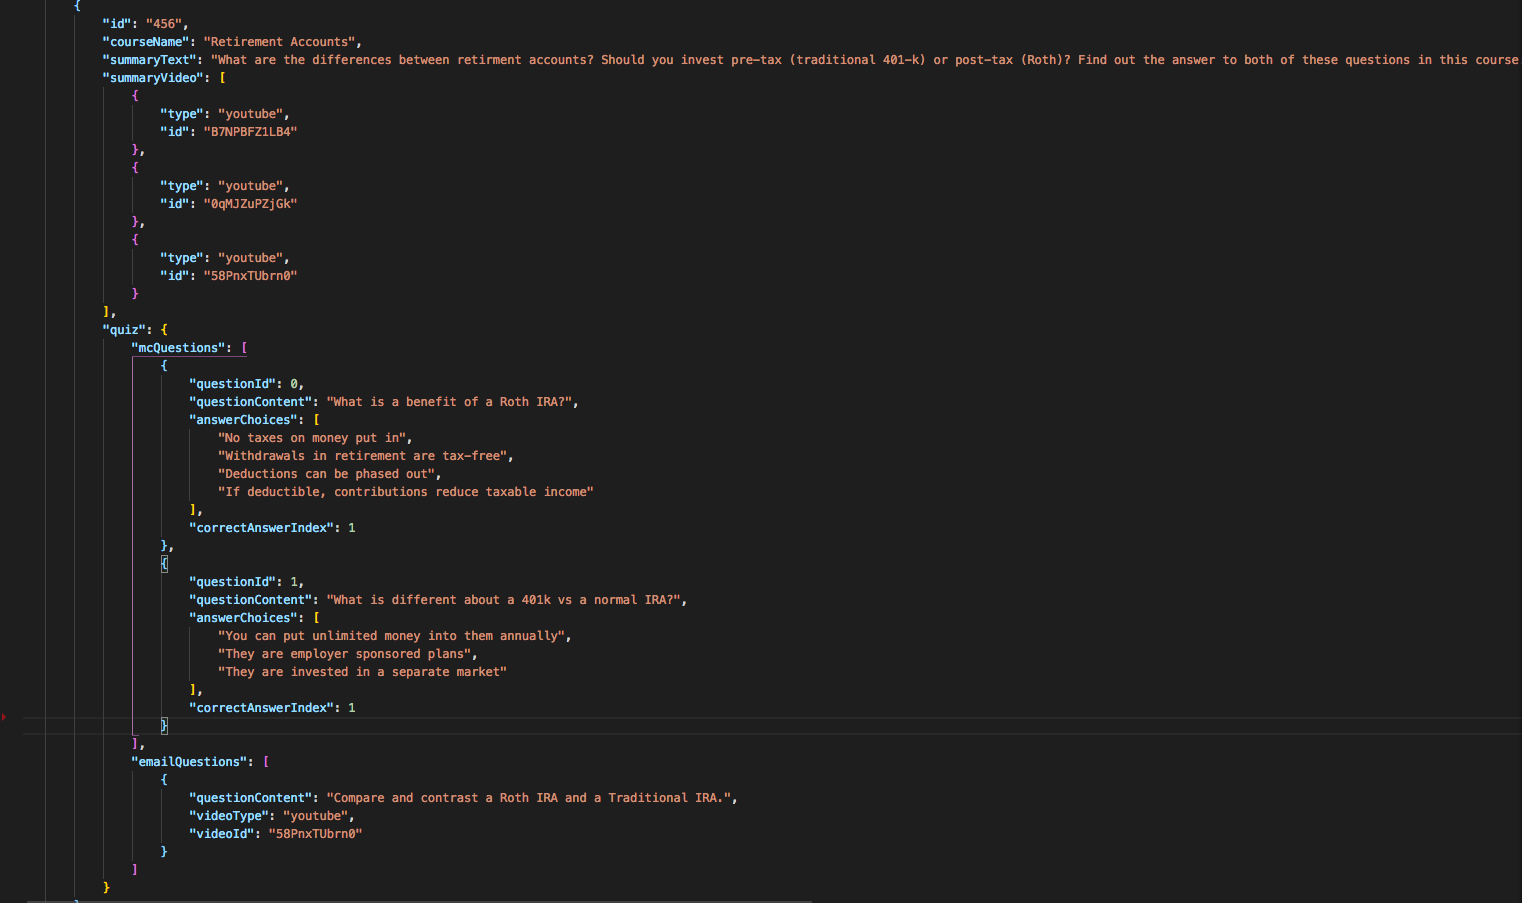 {
"id": "456",
"courseName": "Retirement Accounts",
"summaryText": "What are the differences between retirment accounts? Should you invest pre-tax (traditional 401-k) or post-tax (Roth)? Find out the answer to both of these questions in this course
"summaryVideo": [
{
"type": "youtube",
"id": "B7NPBFZ1LB4"
},
{
"type": "youtube",
"id": "0qMJZuPZjGk"
},
{
"type": "youtube",
"id": "58PnxTUbrn0"
}
],
"quiz": {
"mcQuestions": [
{
"questionId": 0,
"questionContent": "What is a benefit of a Roth IRA?",
"answerChoices": [
"No taxes on money put in",
"Withdrawals in retirement are tax-free",
"Deductions can be phased out",
"If deductible, contributions reduce taxable income"
],
"correctAnswerIndex": 1
},
{
"questionId": 1,
"questionContent": "What is different about a 401k vs a normal IRA?",
"answerChoices": [
"You can put unlimited money into them annually",
"They are employer sponsored plans",
"They are invested in a separate market"
],
"correctAnswerIndex": 1
}
],
"emailQuestions": [
{
"questionContent": "Compare and contrast a Roth IRA and a Traditional IRA.",
"videoType": "youtube",
"videoId": "58PnxTUbrn0"
}
]
}